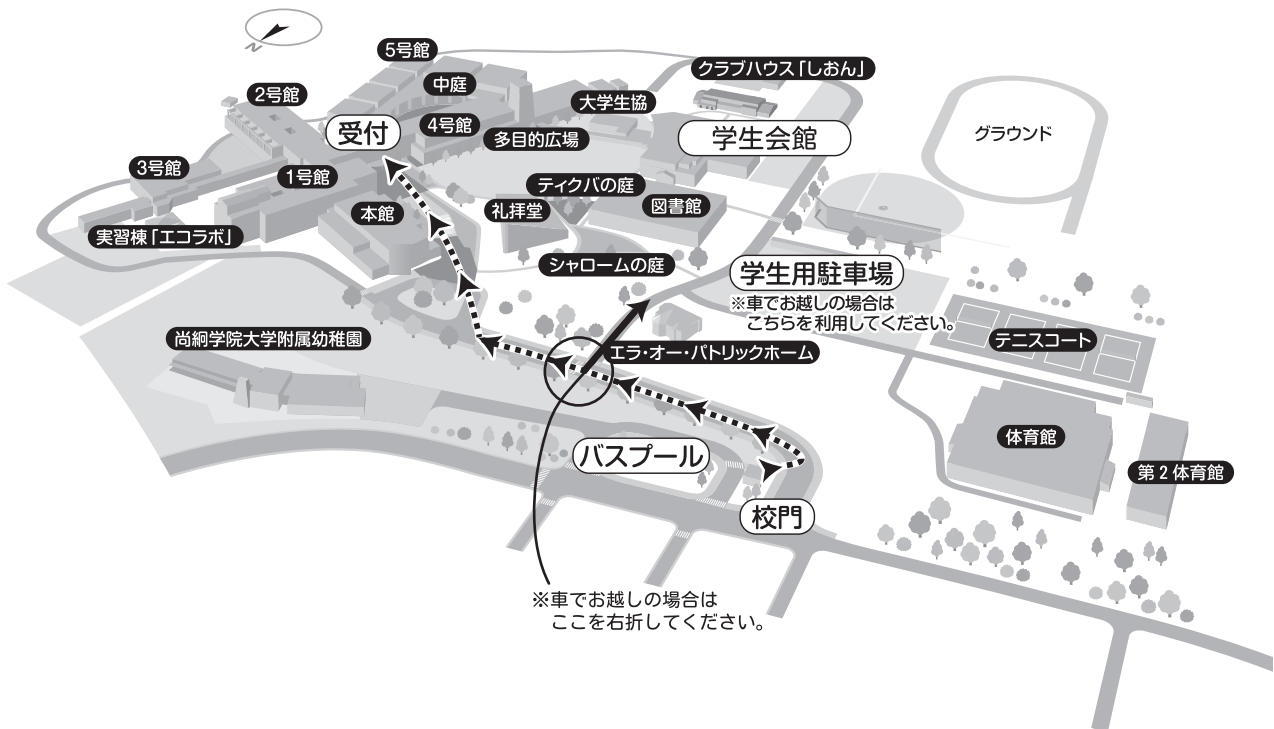 N
5号館
クラブハウス「しおん」
中庭
2号館
大学生協
受付
4号館
学生会館
グラウンド
多目的広場
3号館
1号館
ティクバの庭
本館
礼拝堂
図書館
実習棟「エコラボ」
シャロームの庭
学生用駐車場
※車でお越しの場合は
こちらを利用してください。
尚絅学院大学附属幼稚園
エラ・オー・パトリックホーム
テニスコート
体育館
バスプール
第2体育館
校門
※車でお越しの場合は
ここを右折してください。